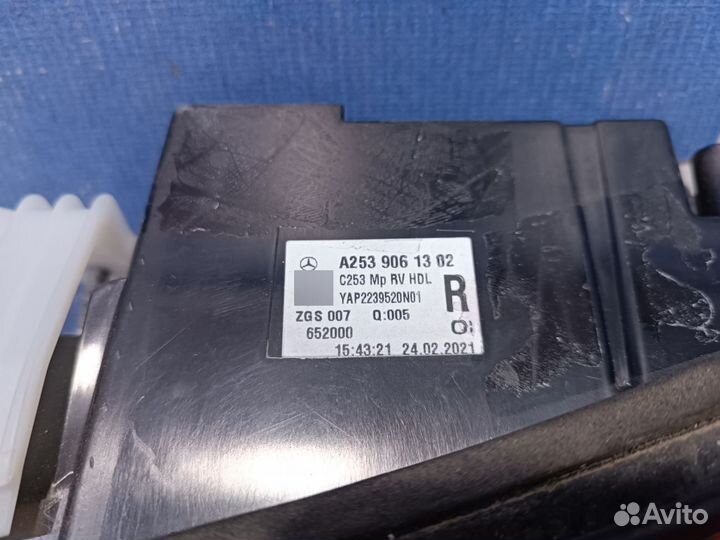 A253 906 13 02
C253 Mp RV HDL
YAP2239520N01
R
ZGS 007 Q:005
652000
15:43:21 24.02.2021
Avito